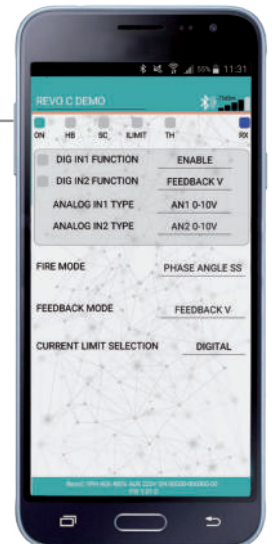 55% 11:31
REVO C DEMO
ON HB SC ILIMIT TH RX
DIG IN1 FUNCTION ENABLE
DIG IN2 FUNCTION FEEDBACK V
ANALOG IN1 TYPE AN1 0-10V
ANALOG IN2 TYPE AN2 0-10V
FIRE MODE PHASE ANGLE SS
FEEDBACK MODE FEEDBACK V
CURRENT LIMIT SELECTION DIGITAL